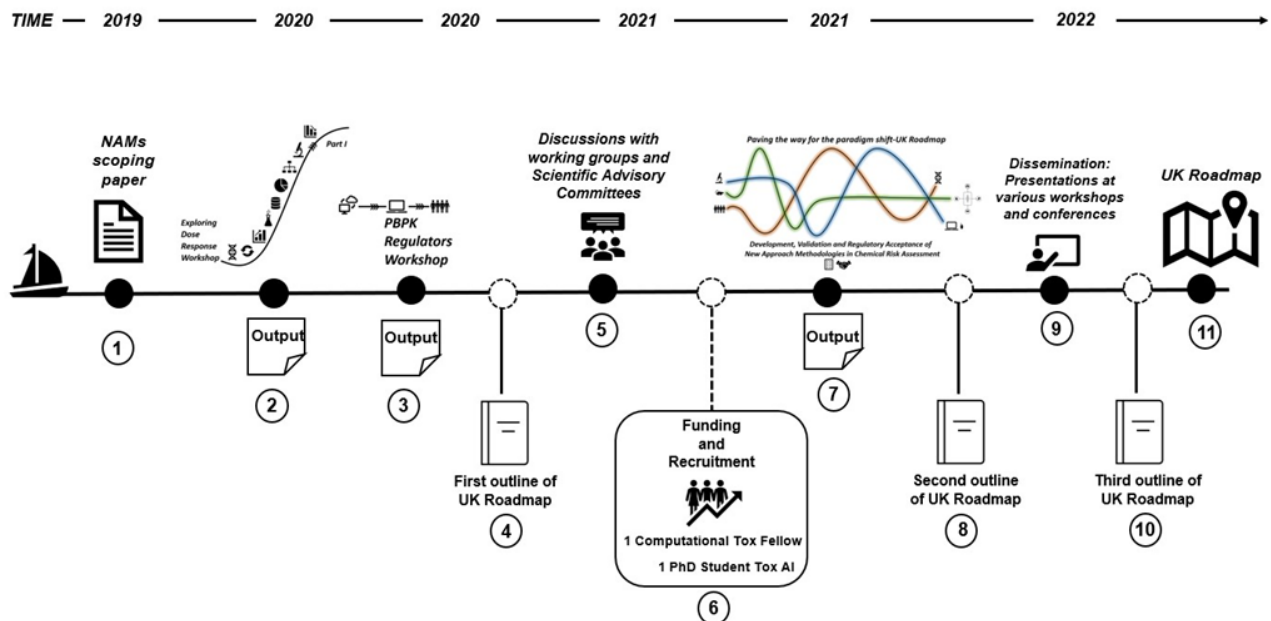 TIME
2019
2020
2020
2021
2021
2022
NAMs
scoping
paper
Exploring
Dose
Response
Workshop
Part I
PBPK
Regulators
Workshop
Discussions with
working groups and
Scientific Advisory
Committees
Paving the way for the paradigm shift-UK Roadmap
Development, Validation and Regulatory Acceptance of
New Approach Methodologies in Chemical Risk Assessment
Dissemination:
Presentations at
various workshops
and conferences
UK Roadmap
1
Output
2
Output
3
First outline of
UK Roadmap
4
5
Funding
and
Recruitment
1 Computational Tox Fellow
1 PhD Student Tox AI
6
Output
7
Second outline
of UK Roadmap
8
9
Third outline of
UK Roadmap
10
11